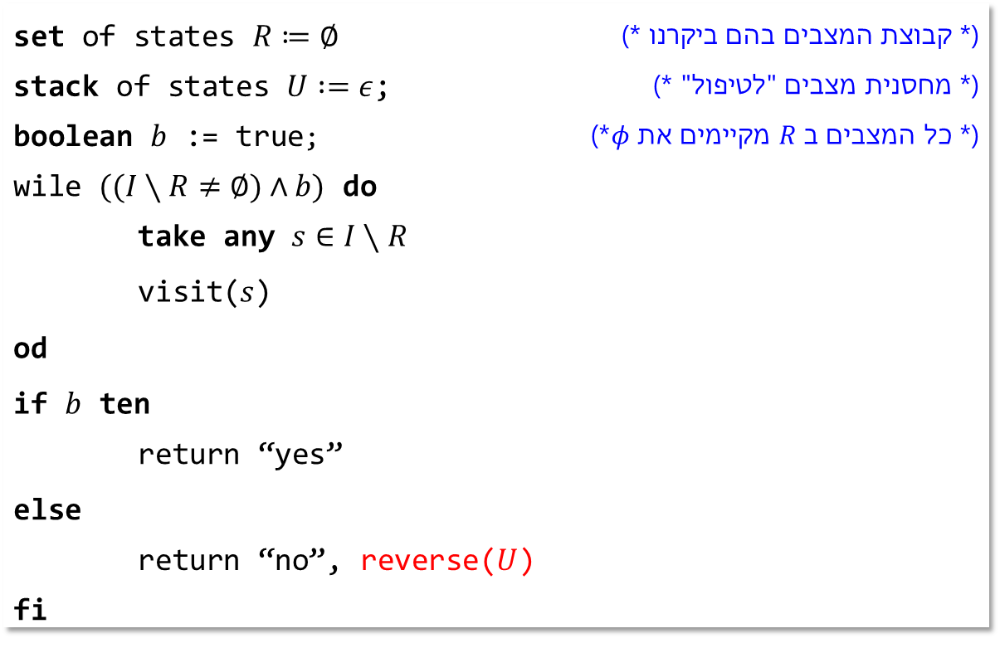 set of states R ≔ ∅ (* קבוצת המצבים בהם ביקרנו *)
stack of states U := ϵ; (* מחסנית מצבים "לטיפול" *)
boolean b := true; (* כל המצבים ב R מקיימים את ϕ*)
wile ((I ∖ R ≠ ∅) ∧ b) do
take any s ∈ I ∖ R
visit(s)
od
if b ten
return “yes”
else
return “no”, reverse(U)
fi